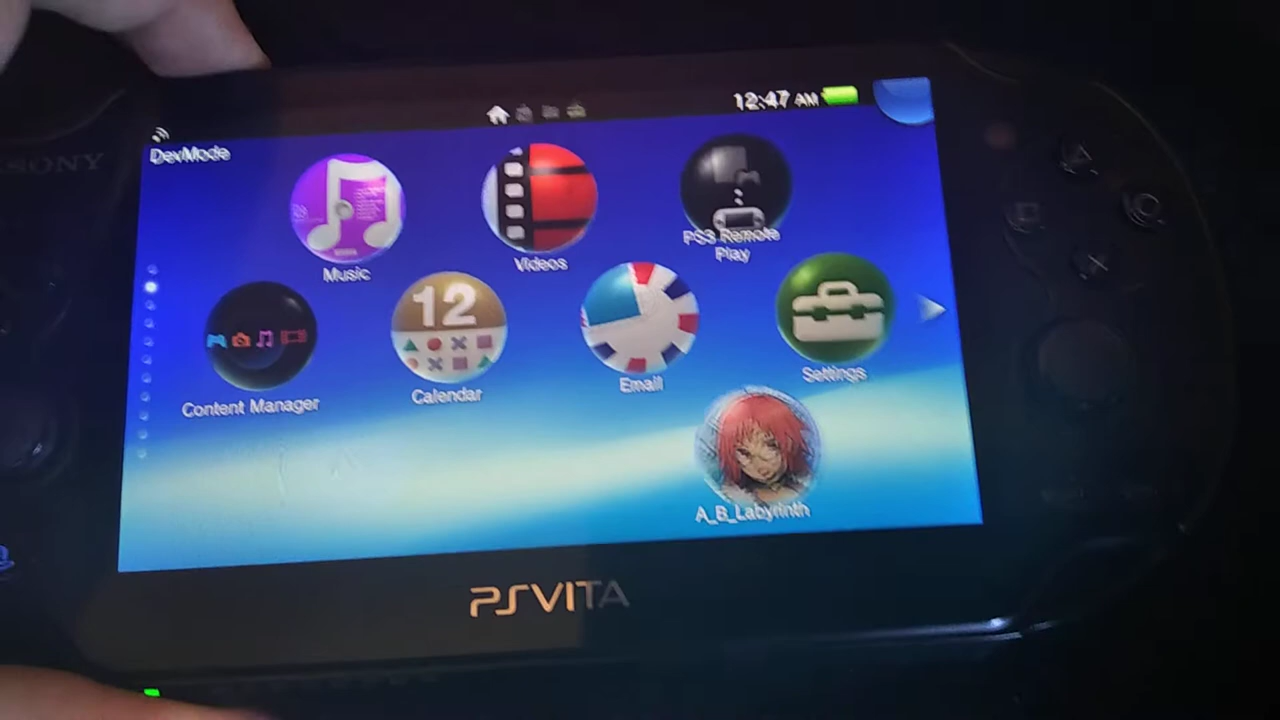 12:47 AM
SONY
DevMode
Music
Videos
PS3 Remote
Play
Content Manager
12
Calendar
Email
Settings
A_B_Labyrinth
PSVITA